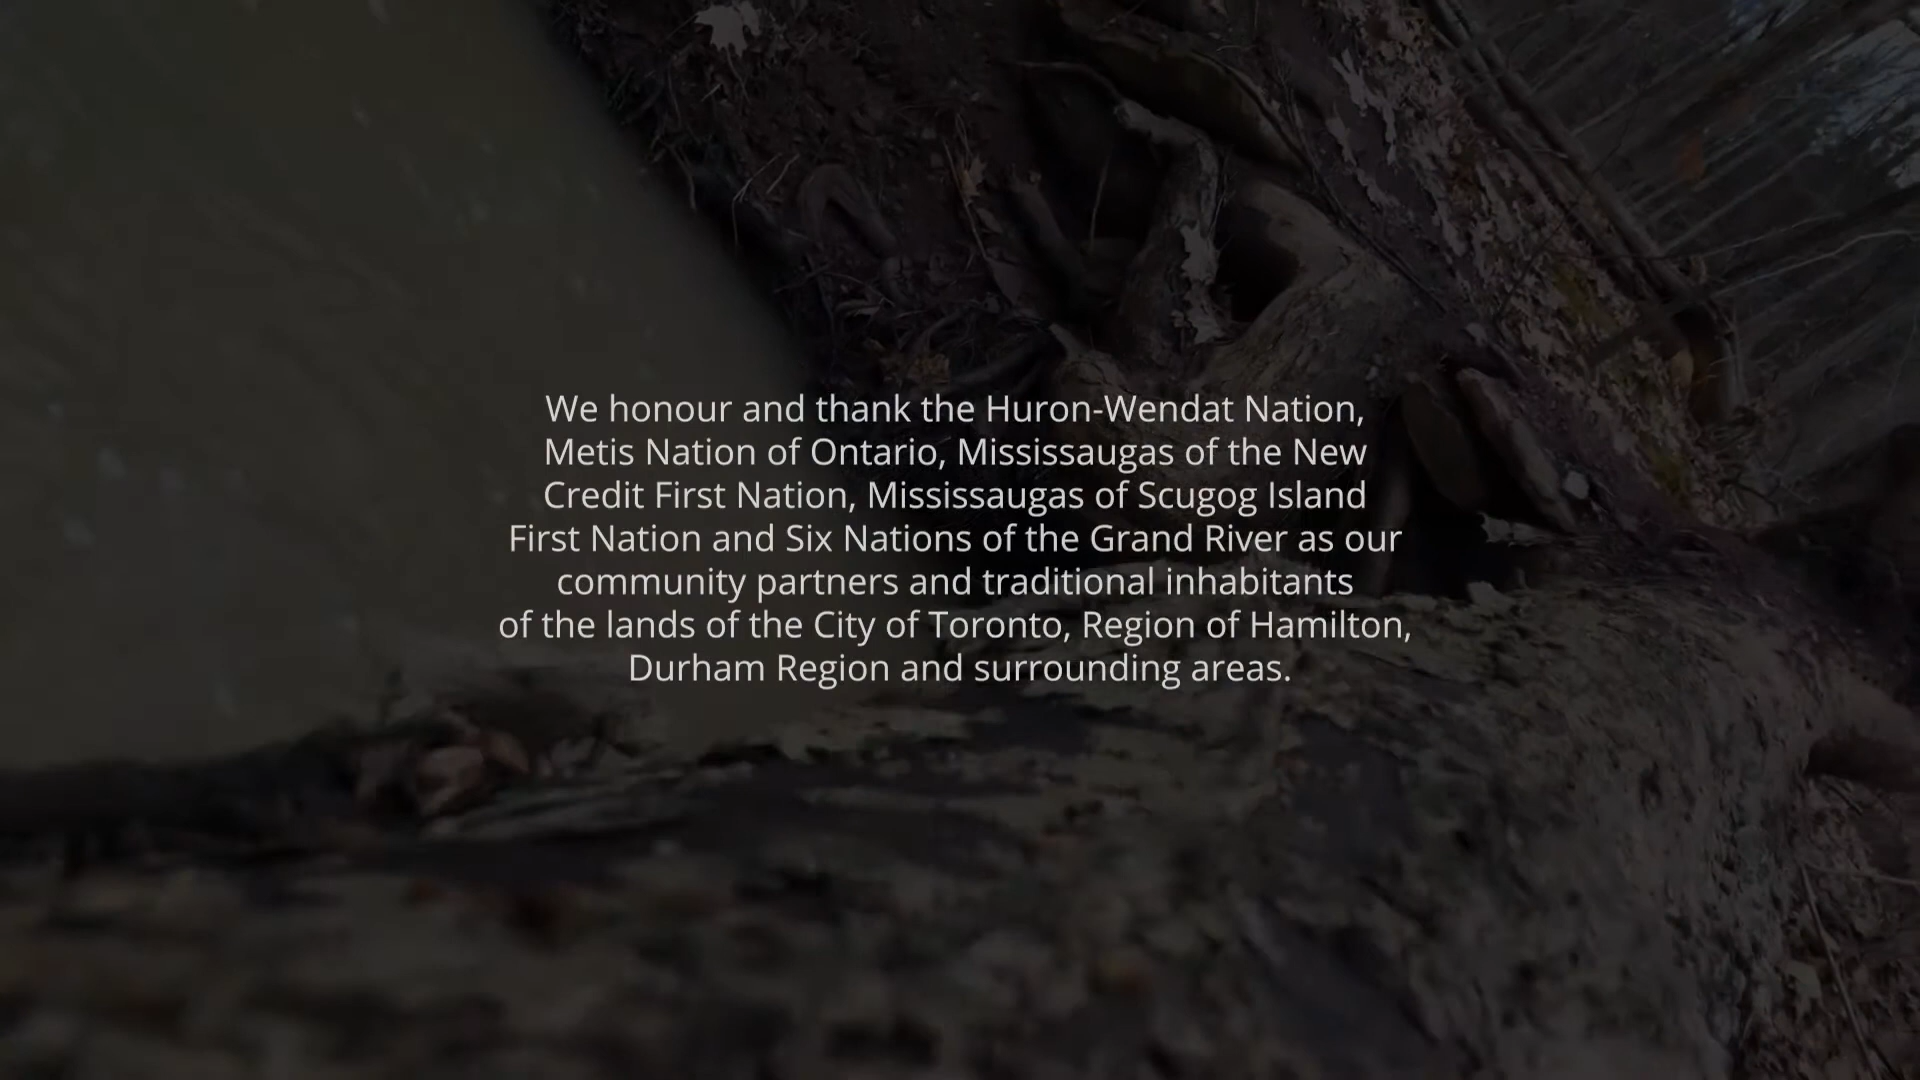 We honour and thank the Huron-Wendat Nation,
Metis Nation of Ontario, Mississaugas of the New
Credit First Nation, Mississaugas of Scugog Island
First Nation and Six Nations of the Grand River as our
community partners and traditional inhabitants
of the lands of the City of Toronto, Region of Hamilton,
Durham Region and surrounding areas.